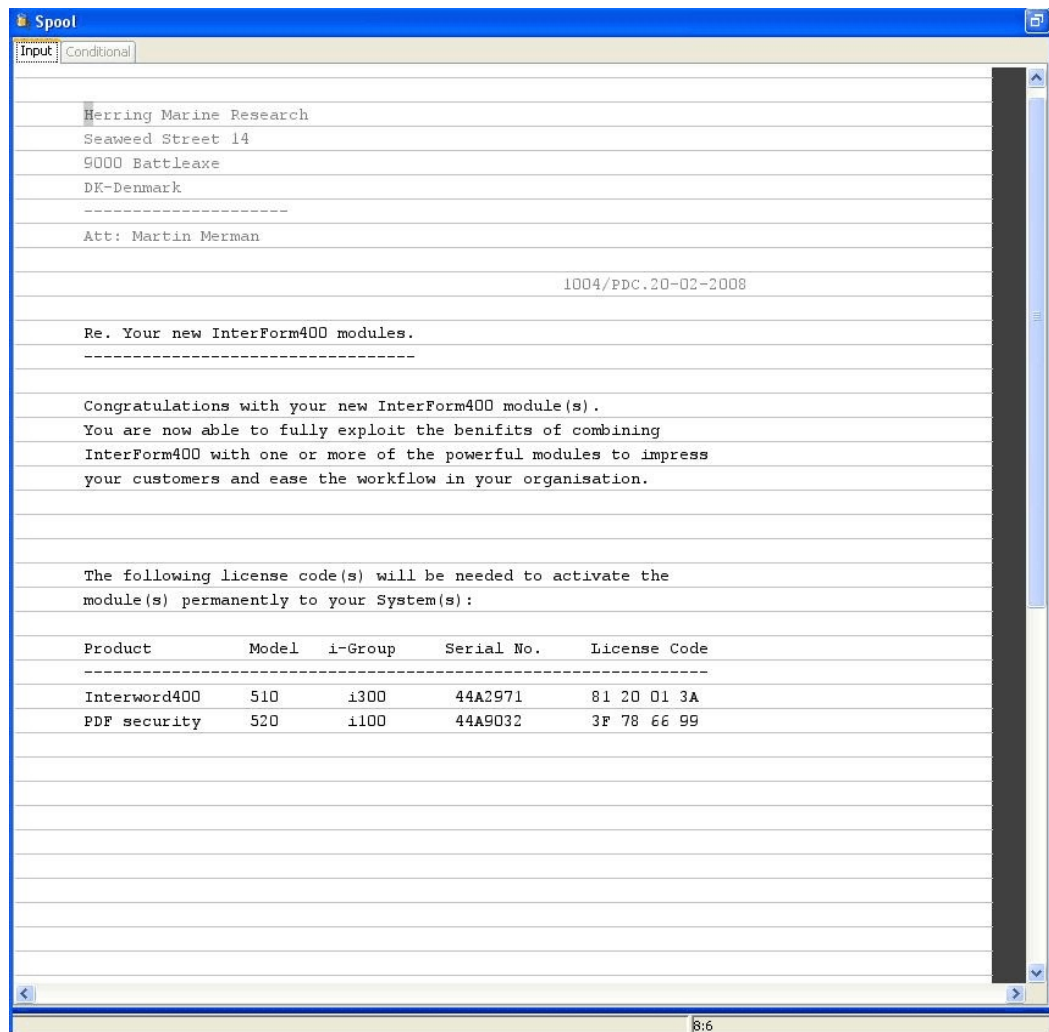 Spool
Input Conditional
Herring Marine Research
Seaweed Street 14
9000 Battleaxe
DK-Denmark
---------------------
Att: Martin Merman
1004/PDC.20-02-2008
Re. Your new InterForm400 modules.
----------------------------------
Congratulations with your new InterForm400 module(s).
You are now able to fully exploit the benifits of combining
InterForm400 with one or more of the powerful modules to impress
your customers and ease the workflow in your organisation.
The following license code(s) will be needed to activate the
module(s) permanently to your System(s):
Product Model i-Group Serial No. License Code
----------------------------------------------------------------
Interword400 510 i300 44A2971 81 20 01 3A
PDF security 520 i100 44A9032 3F 78 66 99
8:6